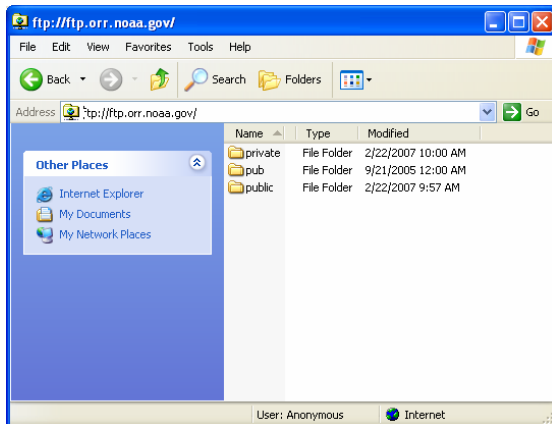 ftp://ftp.orr.noaa.gov/
File Edit View Favorites Tools Help
Back Search Folders
Address ftp://ftp.orr.noaa.gov/ Go
Name Type Modified
Other Places
Internet Explorer
My Documents
My Network Places
private File Folder 2/22/2007 10:00 AM
pub File Folder 9/21/2005 12:00 AM
public File Folder 2/22/2007 9:57 AM
User: Anonymous Internet